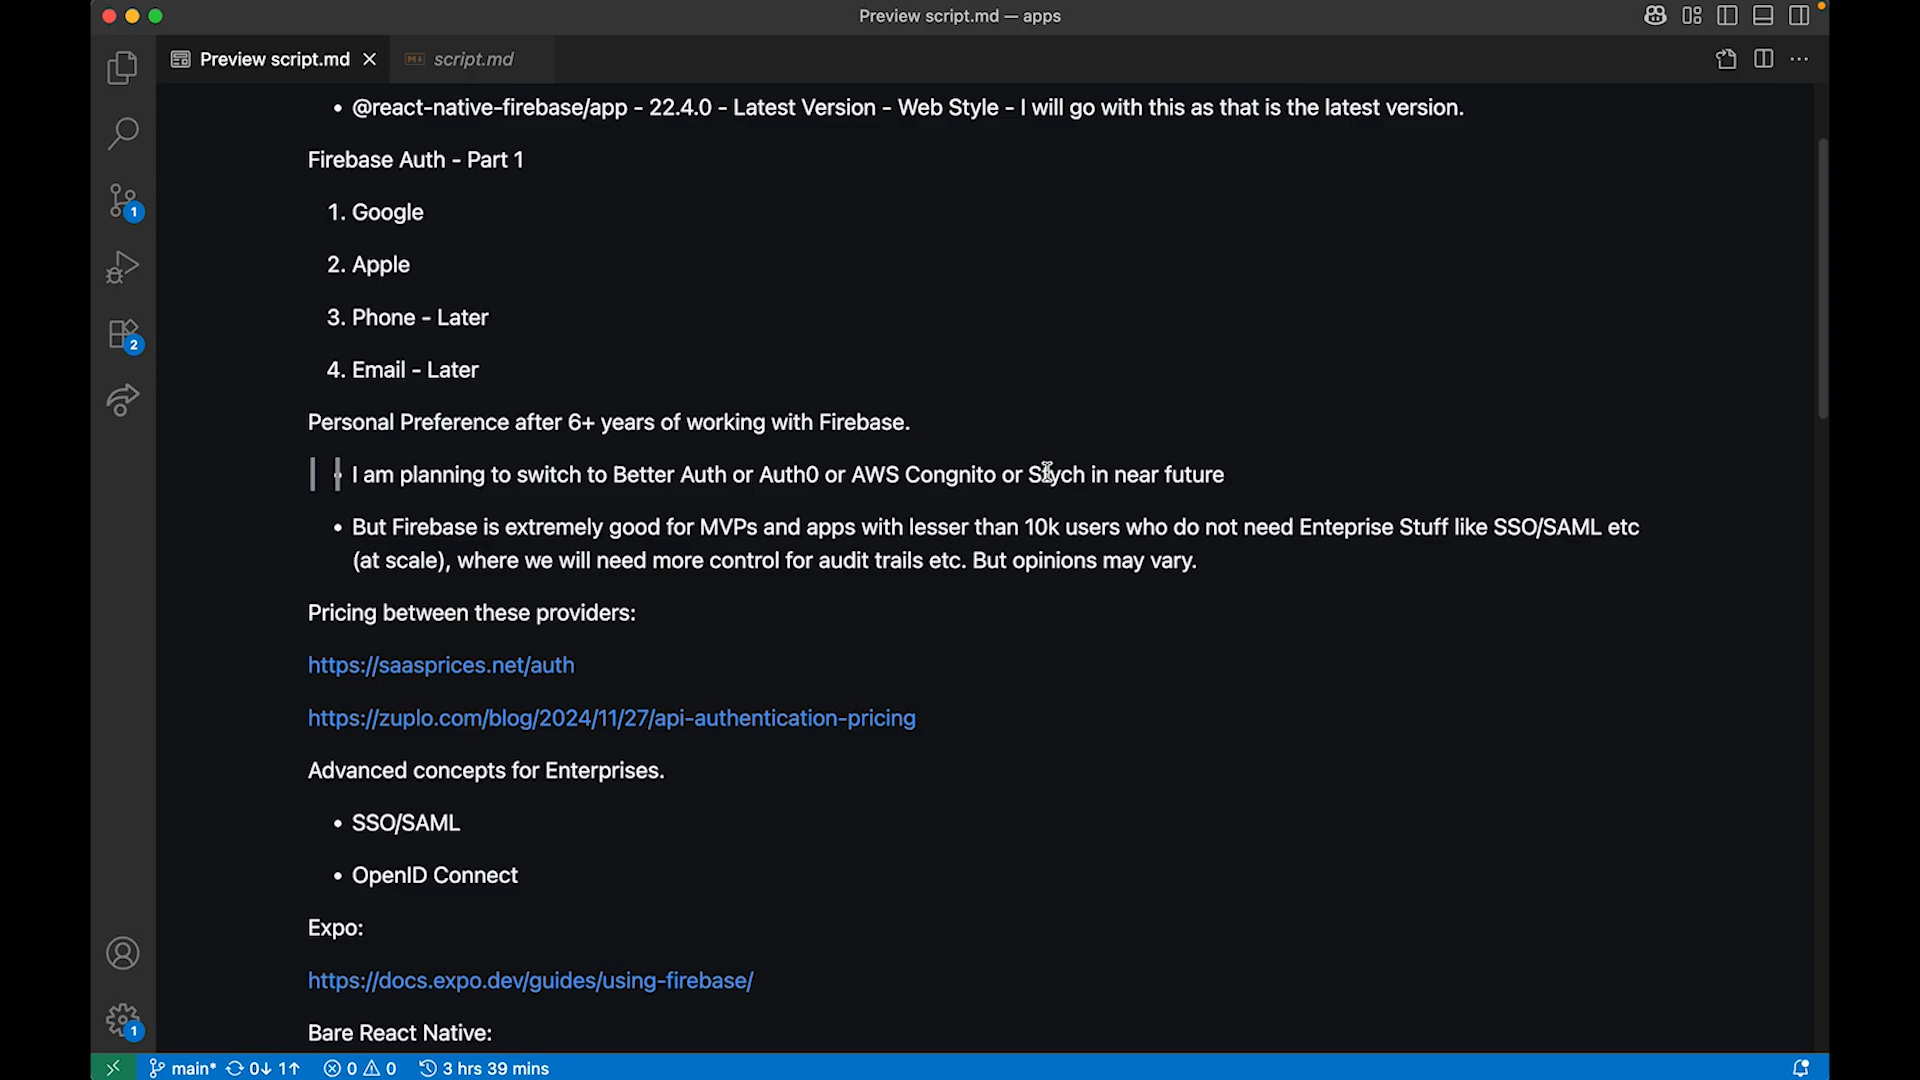 Preview script.md — apps
Preview script.md
script.md
• @react-native-firebase/app - 22.4.0 - Latest Version - Web Style - I will go with this as that is the latest version.
Firebase Auth - Part 1
1. Google
2. Apple
3. Phone - Later
4. Email - Later
Personal Preference after 6+ years of working with Firebase.
• I am planning to switch to Better Auth or Auth0 or AWS Congnito or Stych in near future
• But Firebase is extremely good for MVPs and apps with lesser than 10k users who do not need Enteprise Stuff like SSO/SAML etc
(at scale), where we will need more control for audit trails etc. But opinions may vary.
Pricing between these providers:
https://saasprices.net/auth
https://zuplo.com/blog/2024/11/27/api-authentication-pricing
Advanced concepts for Enterprises.
• SSO/SAML
• OpenID Connect
Expo:
https://docs.expo.dev/guides/using-firebase/
Bare React Native:
1
2
1
main* 0↓ 1↑ 0 0 3 hrs 39 mins